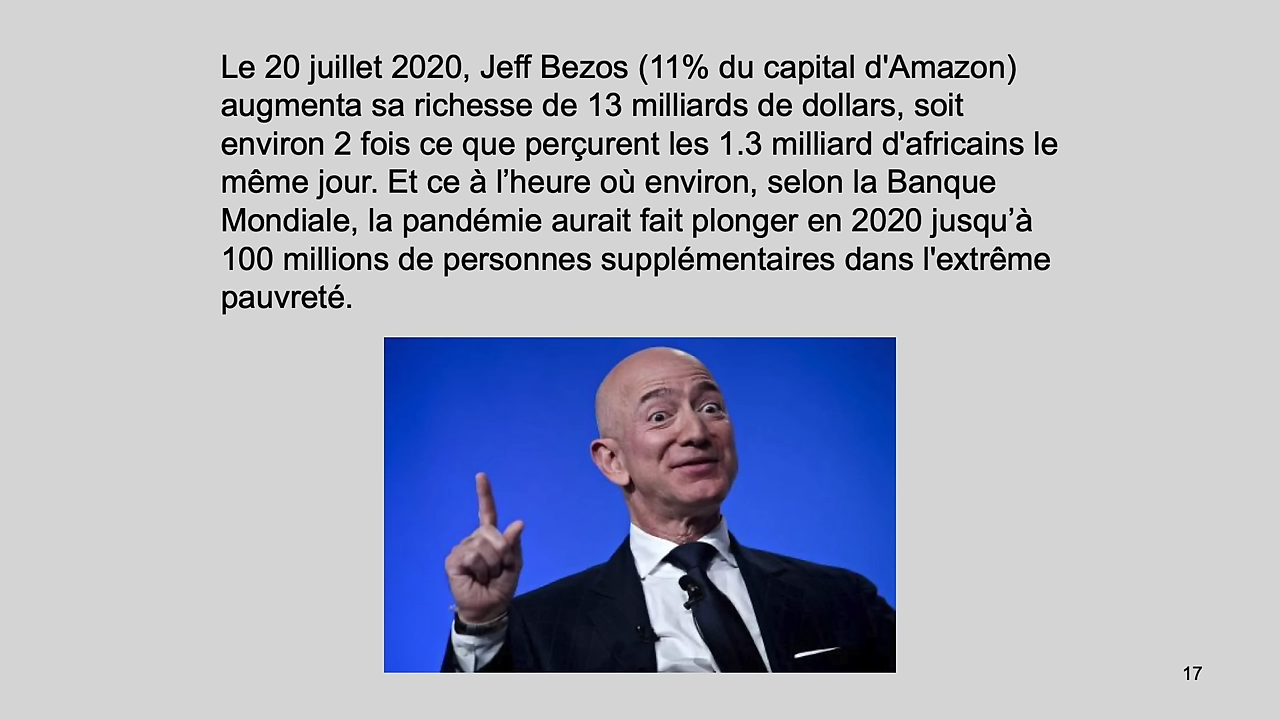 Le 20 juillet 2020, Jeff Bezos (11% du capital d'Amazon)
augmenta sa richesse de 13 milliards de dollars, soit
environ 2 fois ce que perçurent les 1.3 milliard d'africains le
même jour. Et ce à l’heure où environ, selon la Banque
Mondiale, la pandémie aurait fait plonger en 2020 jusqu’à
100 millions de personnes supplémentaires dans l'extrême
pauvreté.
17